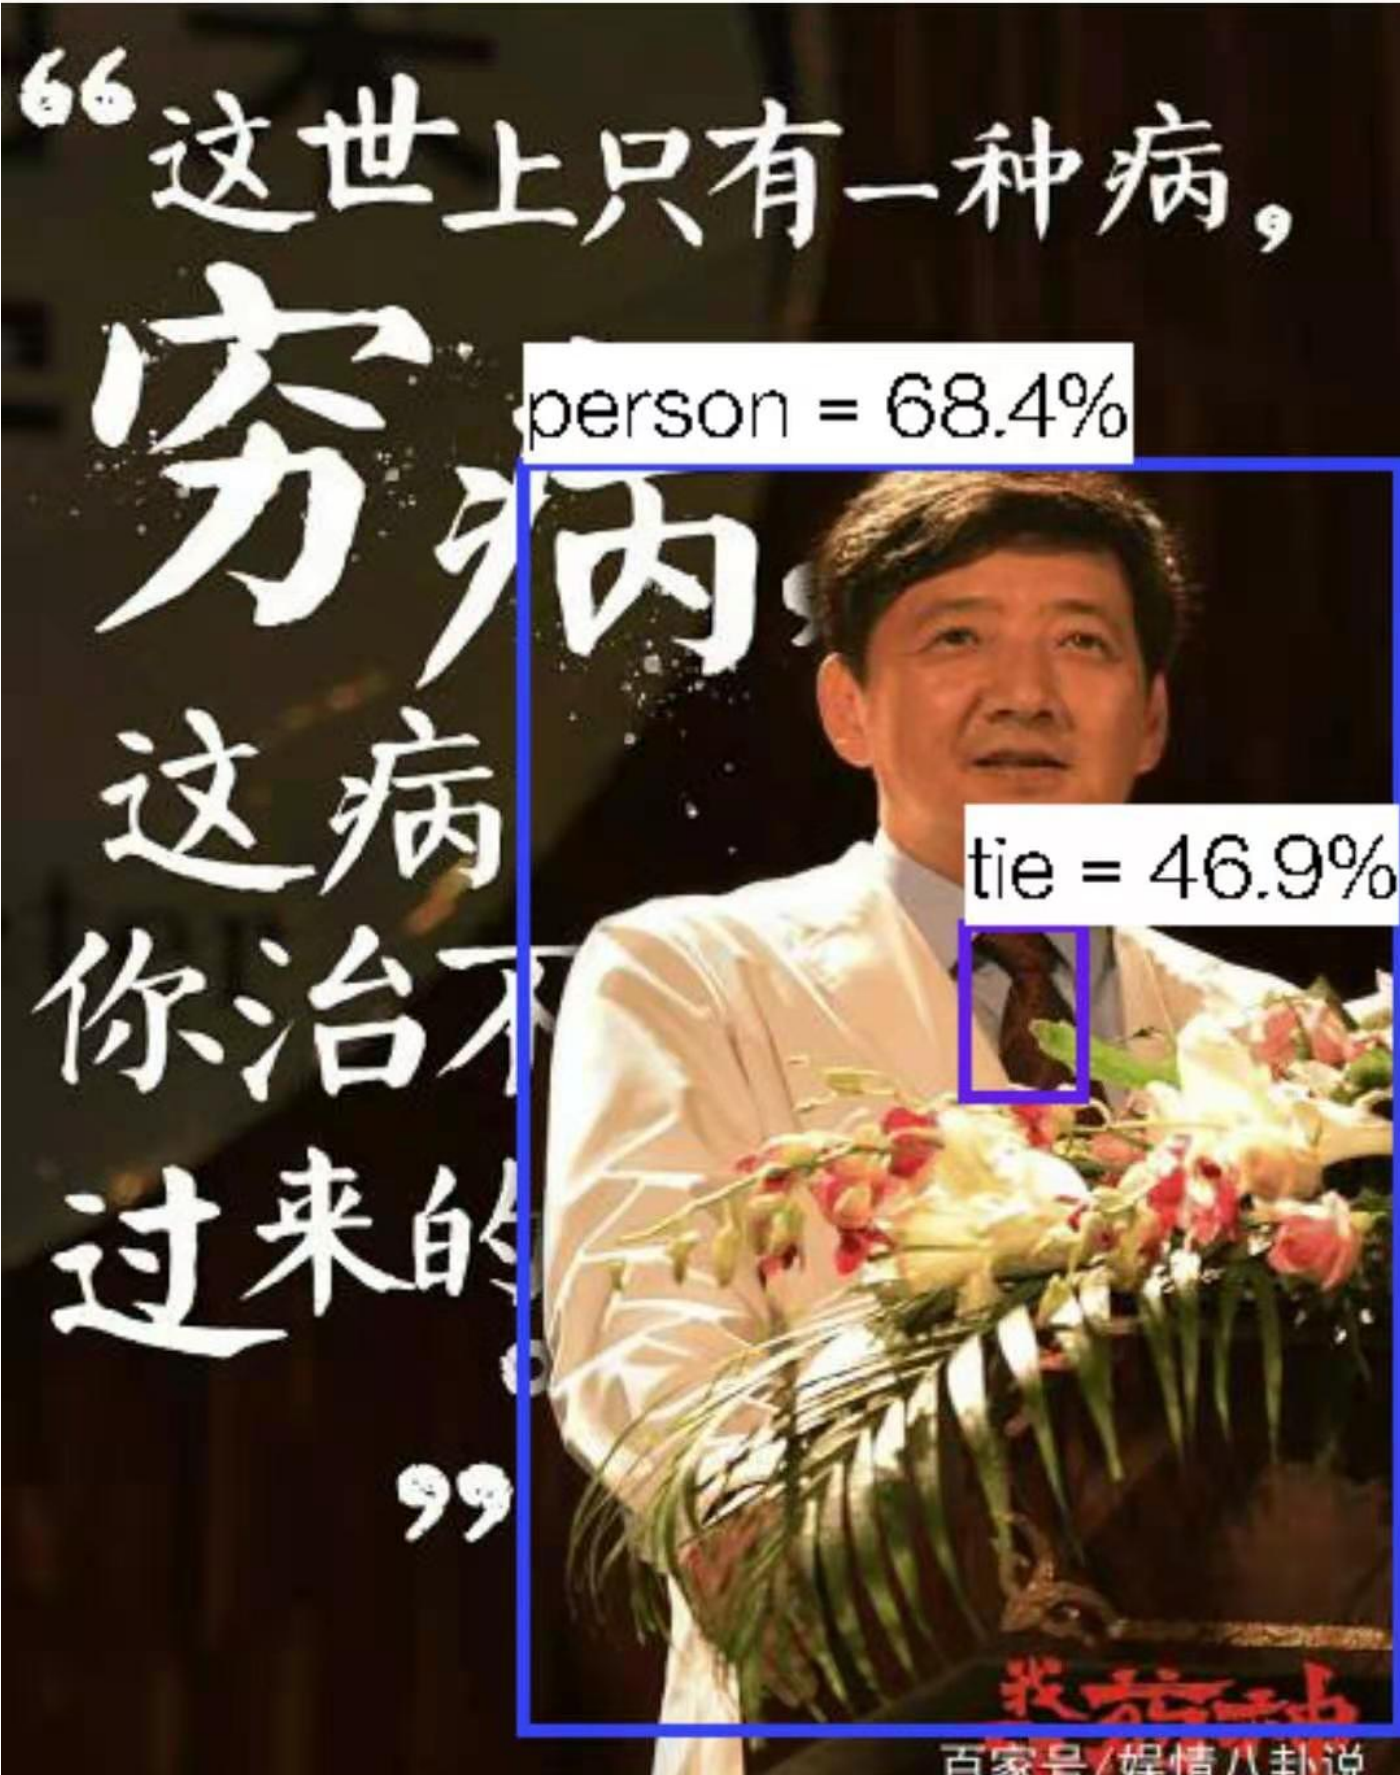 “这世上只有一种病，
穷病，
person = 68.4%
这病
tie = 46.9%
你治不
过来的
。
”
百家号/娱情八卦说